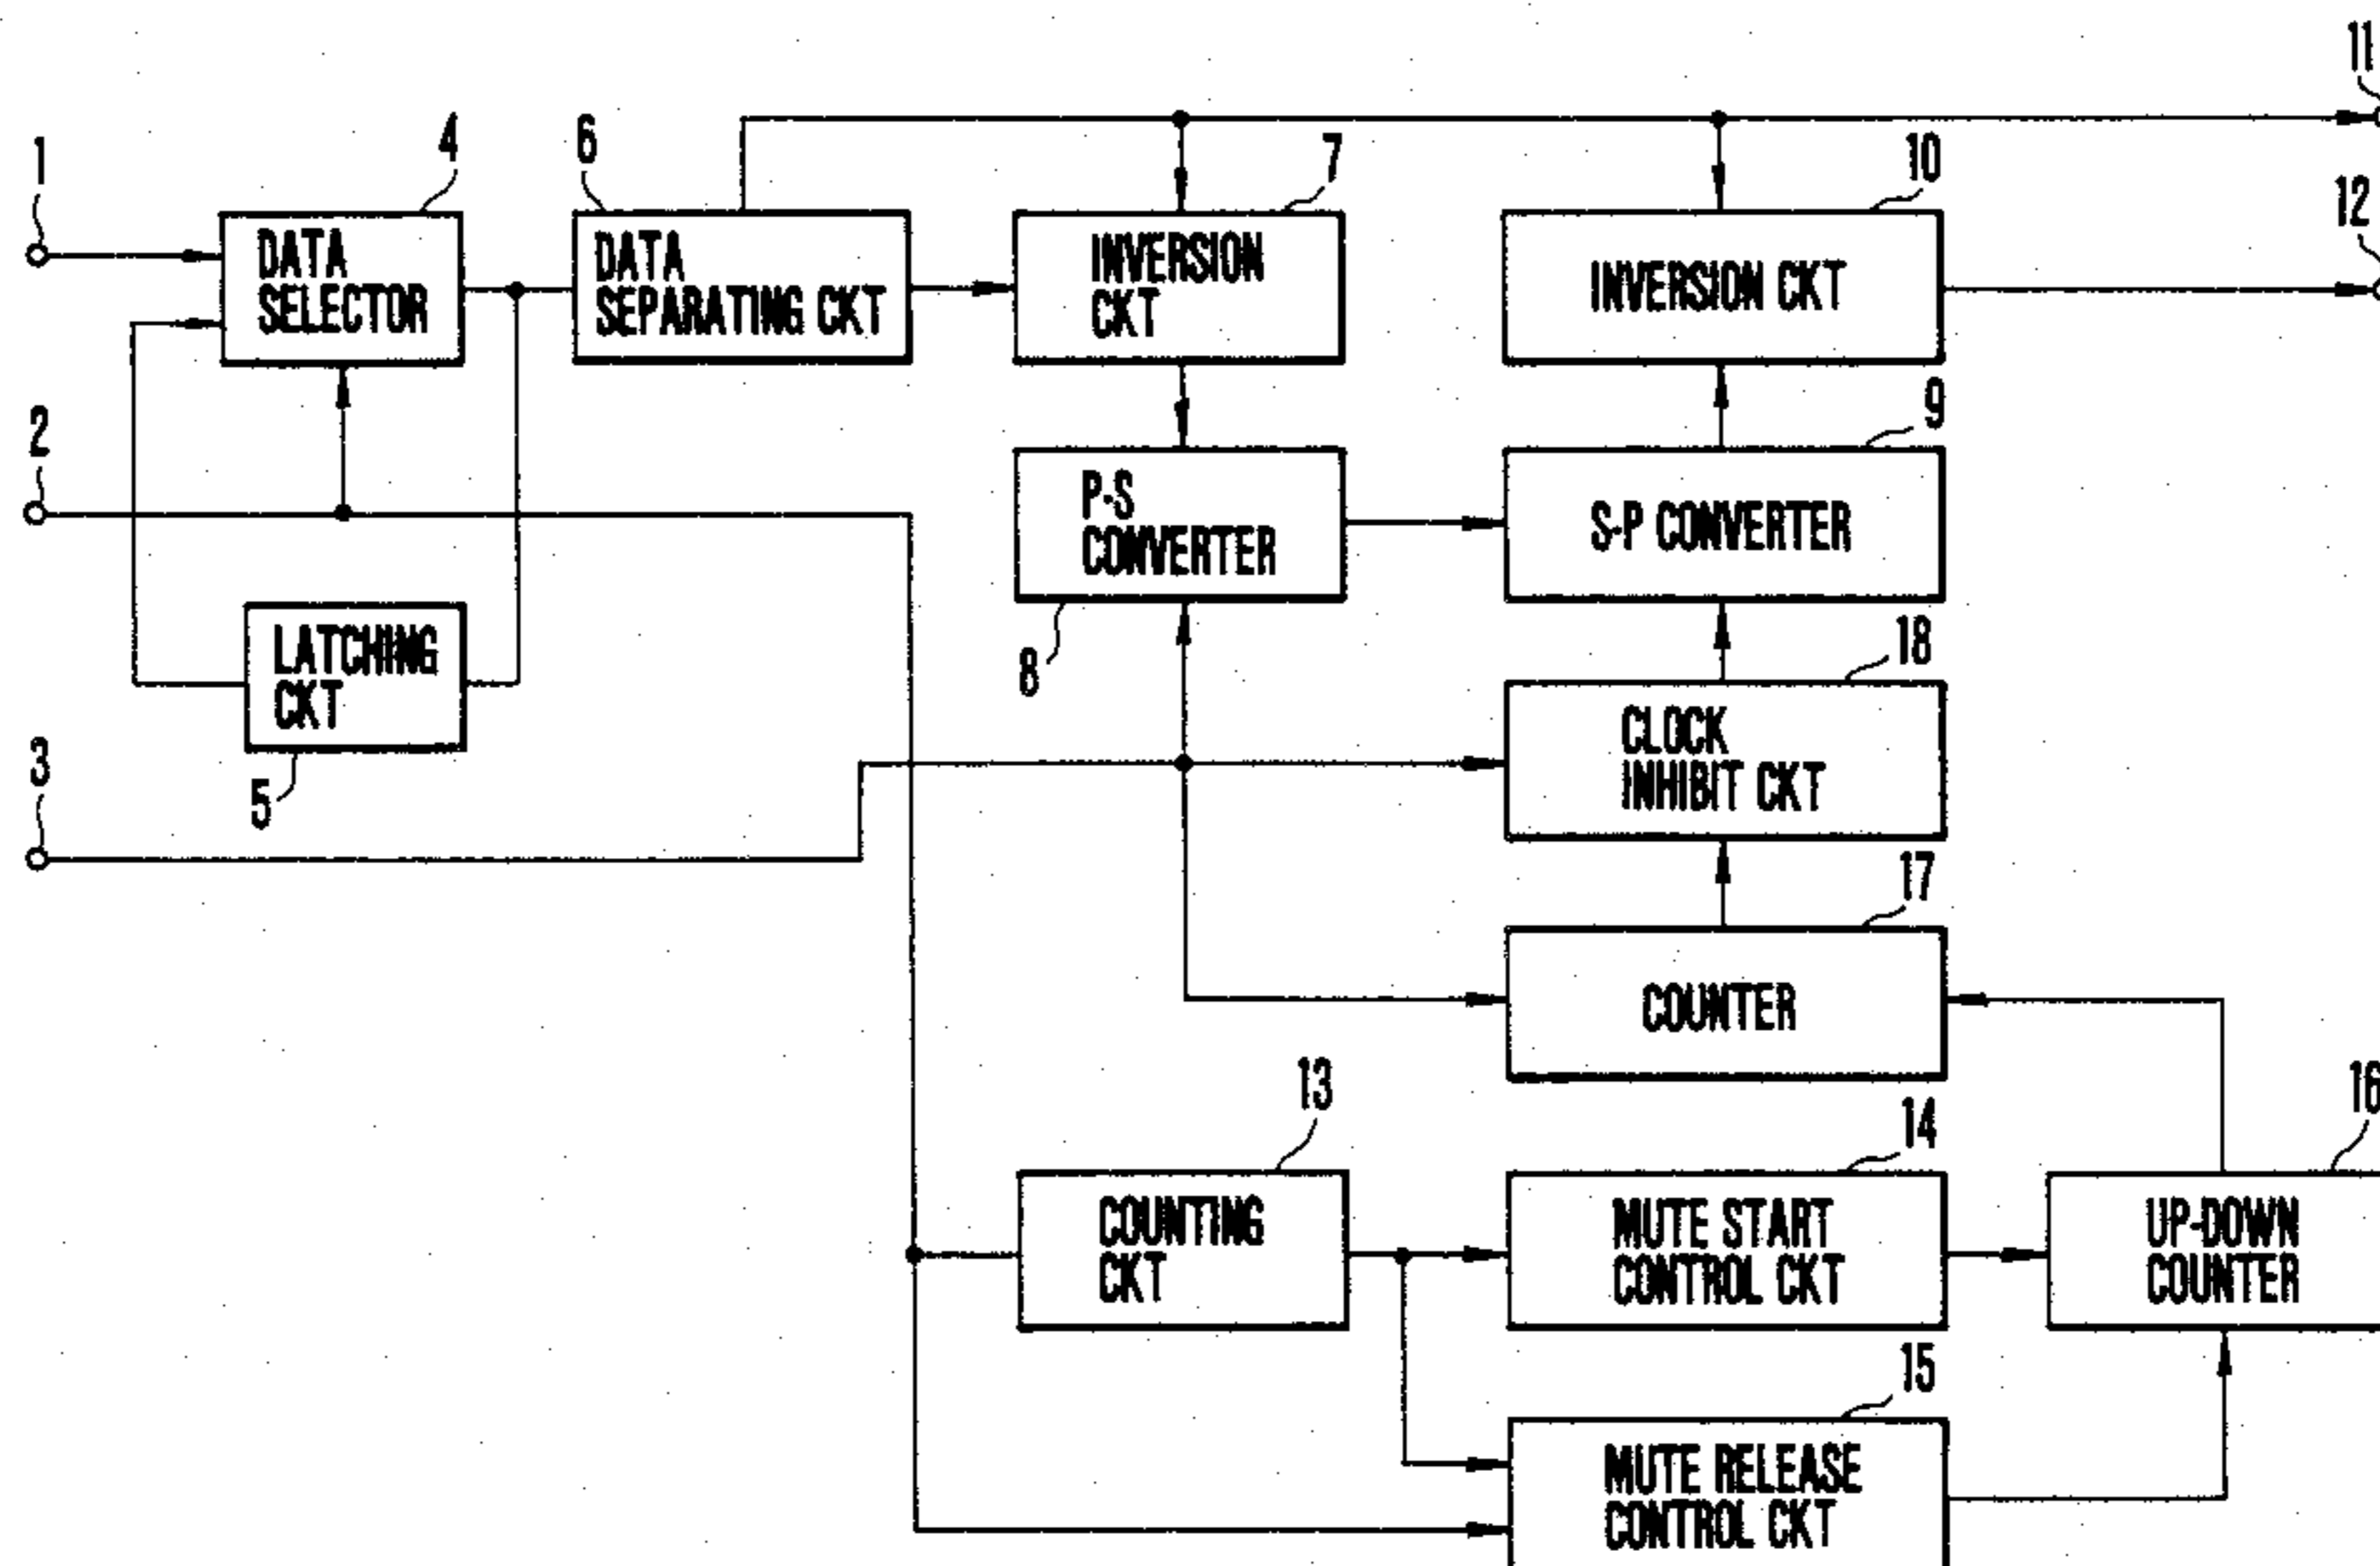 11
4
6
7
10
1
12
DATA
SELECTOR
DATA
SEPARATING CKT
INVERSION
CKT
INVERSION CKT
2
9
P-S
CONVERTER
S-P CONVERTER
LATCHING
CKT
8
18
3
5
CLOCK
INHIBIT CKT
17
COUNTER
13
14
16
COUNTING
CKT
MUTE START
CONTROL CKT
UP-DOWN
COUNTER
15
MUTE RELEASE
CONTROL CKT